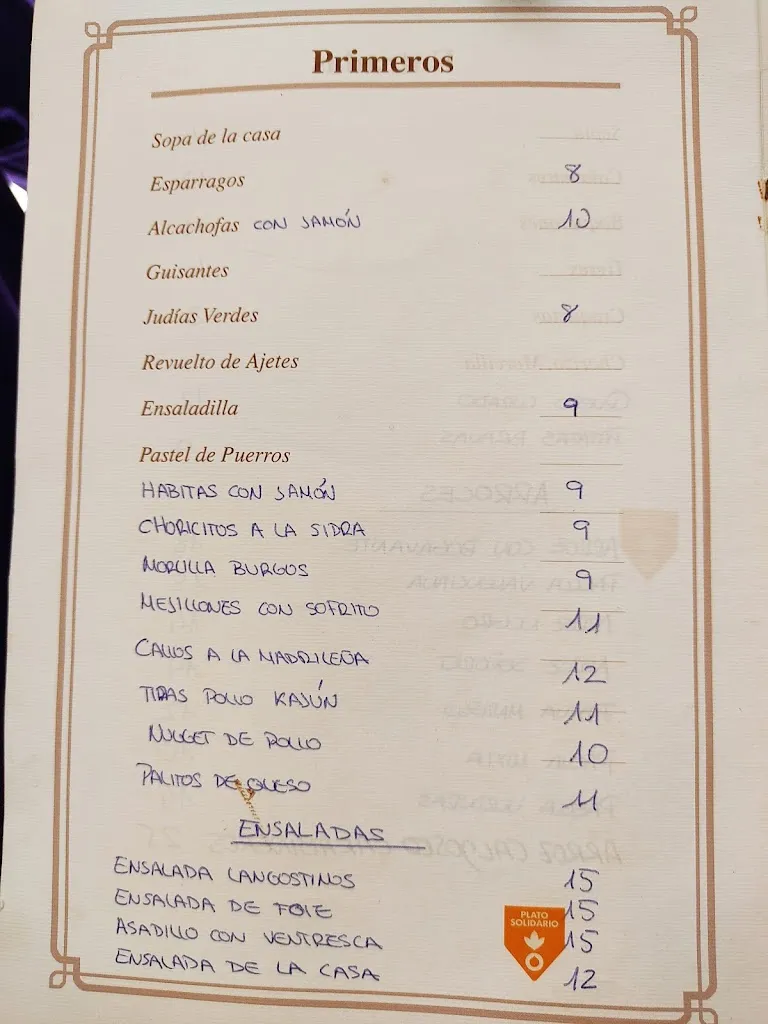 Primeros
Sopa de la casa
Espárragos 8
Alcachofas CON JAMÓN 10
Guisantes
Judías Verdes 8
Revuelto de Ajetes
Ensaladilla 9
Pastel de Puerros
HABITAS CON JAMÓN 9
CHORICITOS A LA SIDRA 9
MORCILLA BURGOS 9
MEJILLONES CON SOFRITO 11
CALLOS A LA MADRILEÑA 12
TIRAS POLLO KAJÚN 11
NUGGET DE POLLO 10
PALITOS DE QUESO 11
ENSALADAS
ENSALADA LANGOSTINOS 15
ENSALADA DE FOIE 15
PLATO
SOLIDARIO
ASADILLO CON VENTRESCA 15
ENSALADA DE LA CASA 12